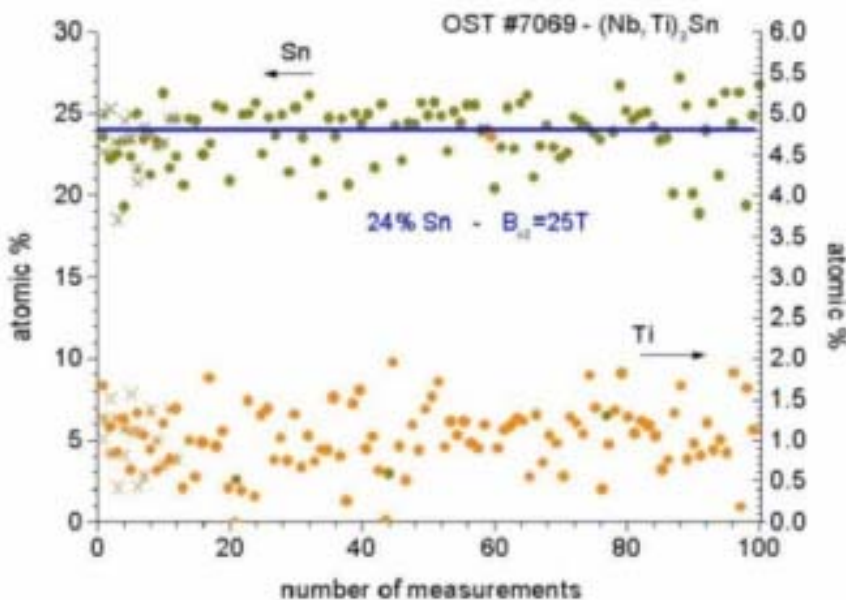 OST #7069 - (Nb,Ti)3Sn
Sn
24% Sn - Bc2=25T
Ti
atomic %
30
25
20
15
10
5
0
6.0
5.5
5.0
4.5
4.0
3.5
3.0
2.5
2.0
1.5
1.0
0.5
0.0
atomic %
0 20 40 60 80 100
number of measurements